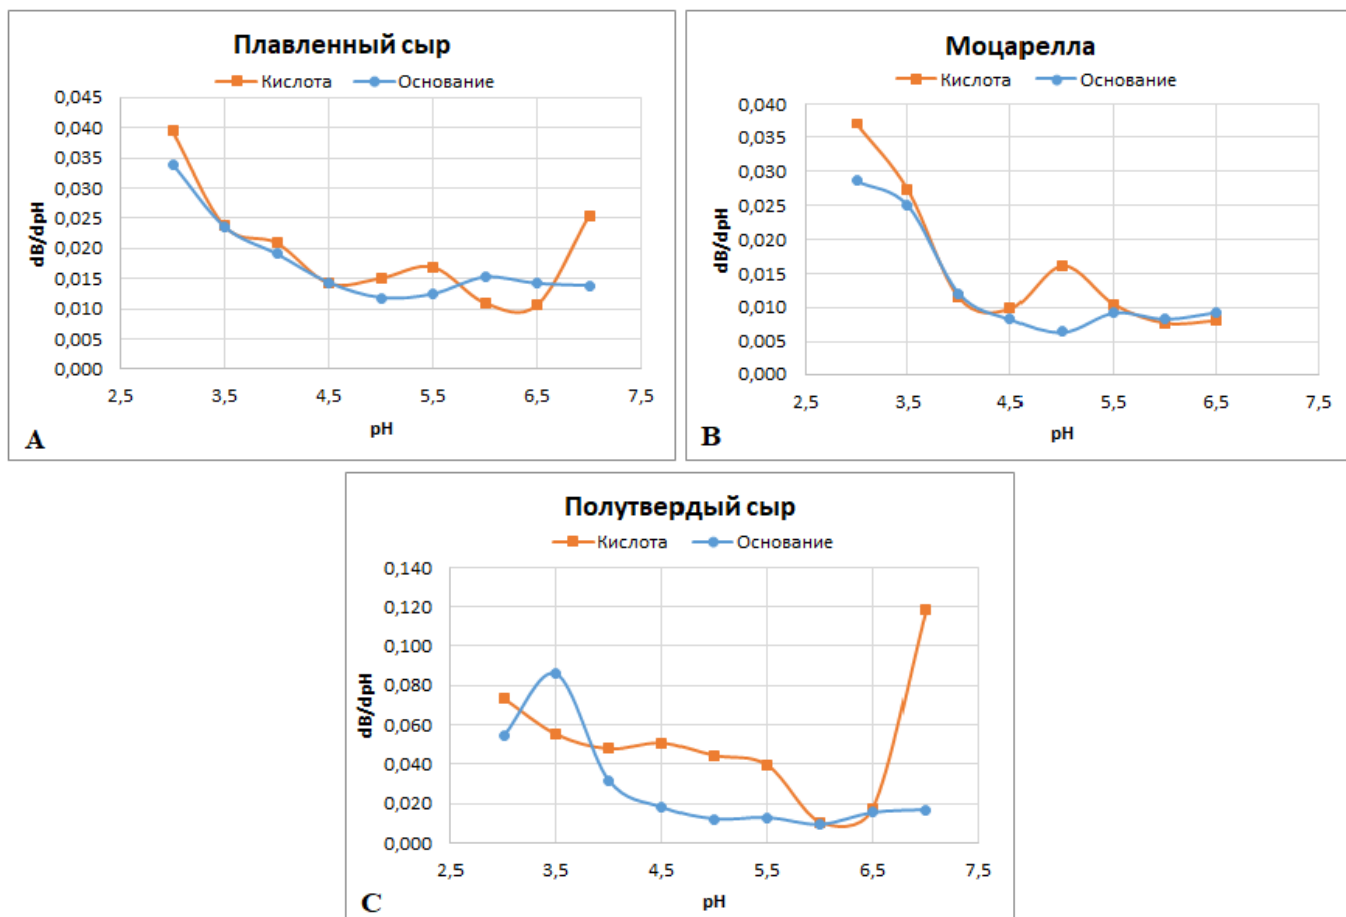 Плавленный сыр
Кислота Основание
0,045
0,040
0,035
0,030
0,025
0,020
0,015
0,010
0,005
0,000
dB/dpH
2,5 3,5 4,5 5,5 6,5 7,5
pH
A
Моцарелла
Кислота Основание
0,040
0,035
0,030
0,025
0,020
0,015
0,010
0,005
0,000
dB/dpH
2,5 3,5 4,5 5,5 6,5 7,5
pH
B
Полутвердый сыр
Кислота Основание
0,140
0,120
0,100
0,080
0,060
0,040
0,020
0,000
dB/dpH
2,5 3,5 4,5 5,5 6,5 7,5
pH
C